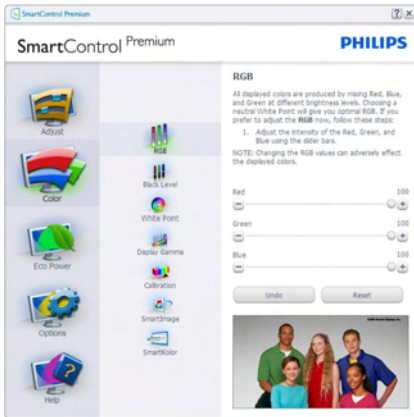 SmartControl Premium
SmartControl Premium
PHILIPS
Adjust
Color
Eco Power
Options
Help
RGB
Black Level
White Point
Display Gamma
Calibration
SmartImage
SmartKolor
RGB
All displayed colors are produced by mixing Red, Blue,
and Green at different brightness levels. Choosing a
neutral White Point will give you optimal RGB. If you
prefer to adjust the RGB now, follow these steps:
1. Adjust the intensity of the Red, Green, and
Blue using the slider bars.
NOTE: Changing the RGB values can adversely effect
the displayed colors.
Red 100
Green 100
Blue 100
Undo Reset